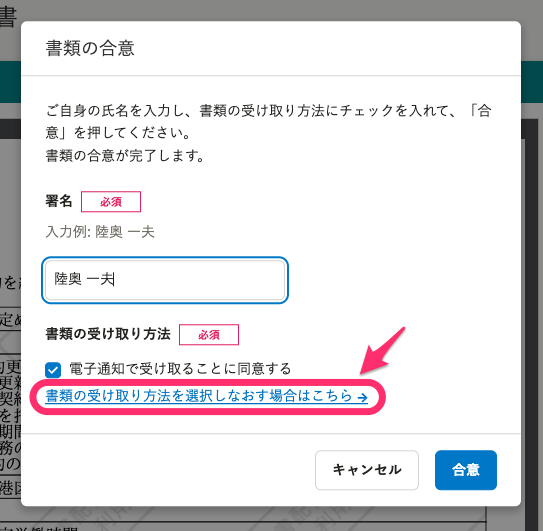 書
書類の合意
ご自身の氏名を入力し、書類の受け取り方法にチェックを入れて、「合
意」を押してください。
書類の合意が完了します。
署名 必須
入力例: 陸奥 一夫
陸奥 一夫
書類の受け取り方法 必須
電子通知で受け取ることに同意する
書類の受け取り方法を選択しなおす場合はこちら →
キャンセル 合意